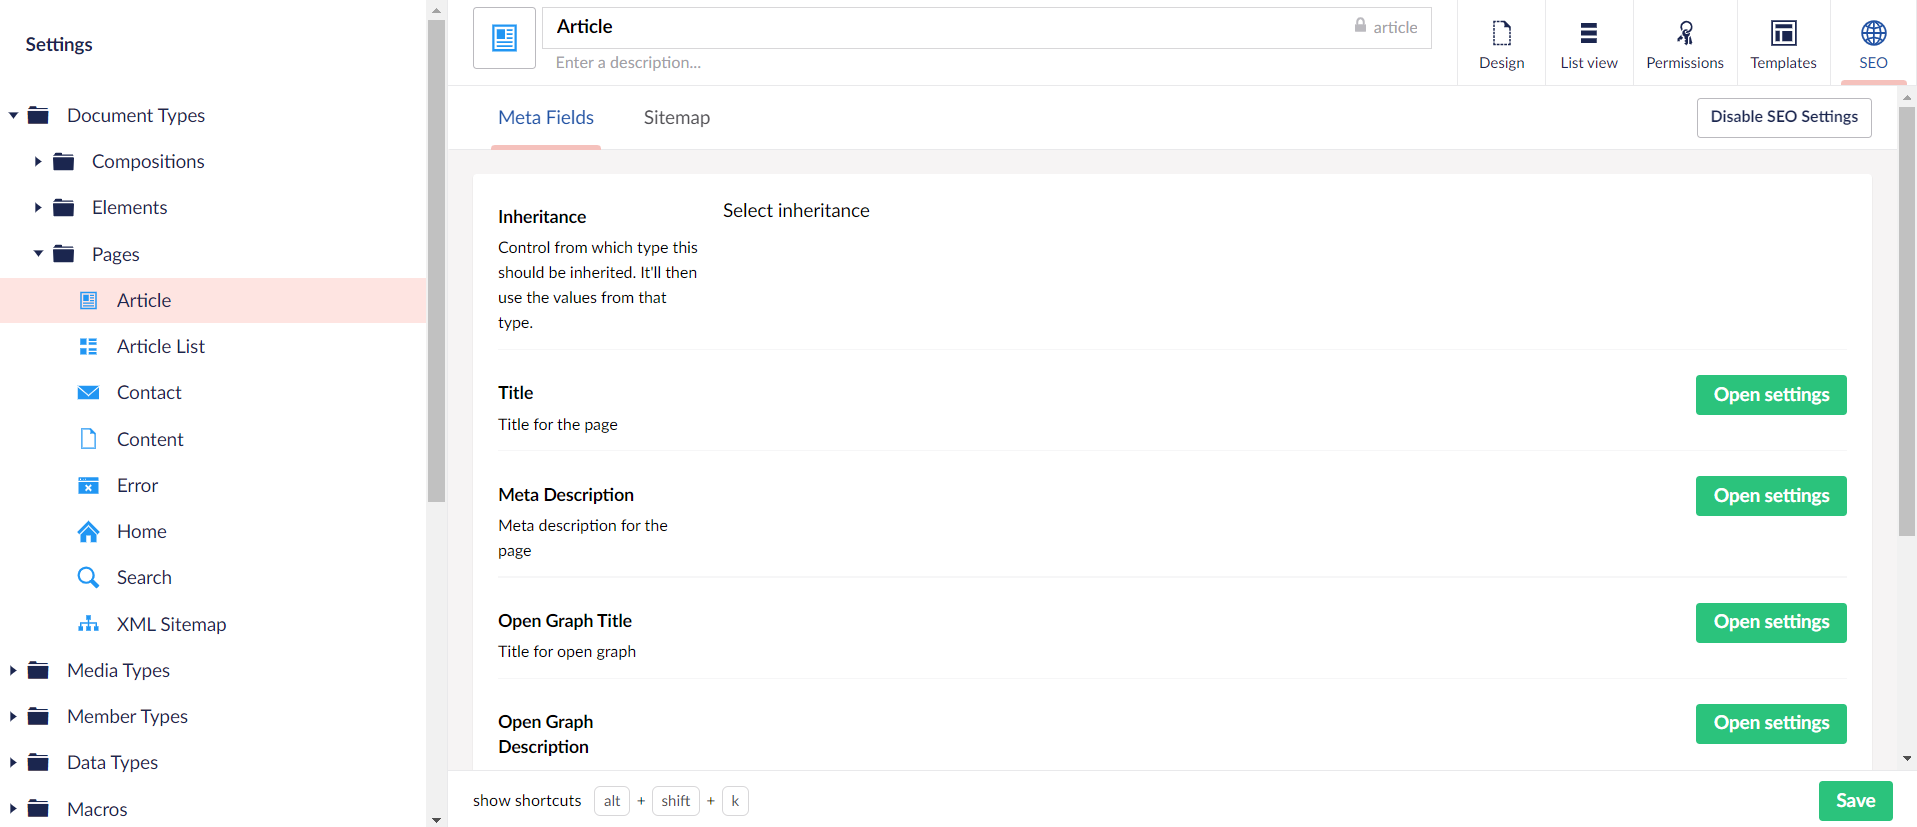 Settings
Document Types
Compositions
Elements
Pages
Article
Article List
Contact
Content
Error
Home
Search
XML Sitemap
Media Types
Member Types
Data Types
Macros
Article
article
Enter a description...
Design
List view
Permissions
Templates
SEO
Meta Fields
Sitemap
Disable SEO Settings
Inheritance
Control from which type this
should be inherited. It'll then
use the values from that
type.
Select inheritance
Title
Title for the page
Open settings
Meta Description
Meta description for the
page
Open settings
Open Graph Title
Title for open graph
Open settings
Open Graph
Description
Open settings
show shortcuts alt + shift + k
Save